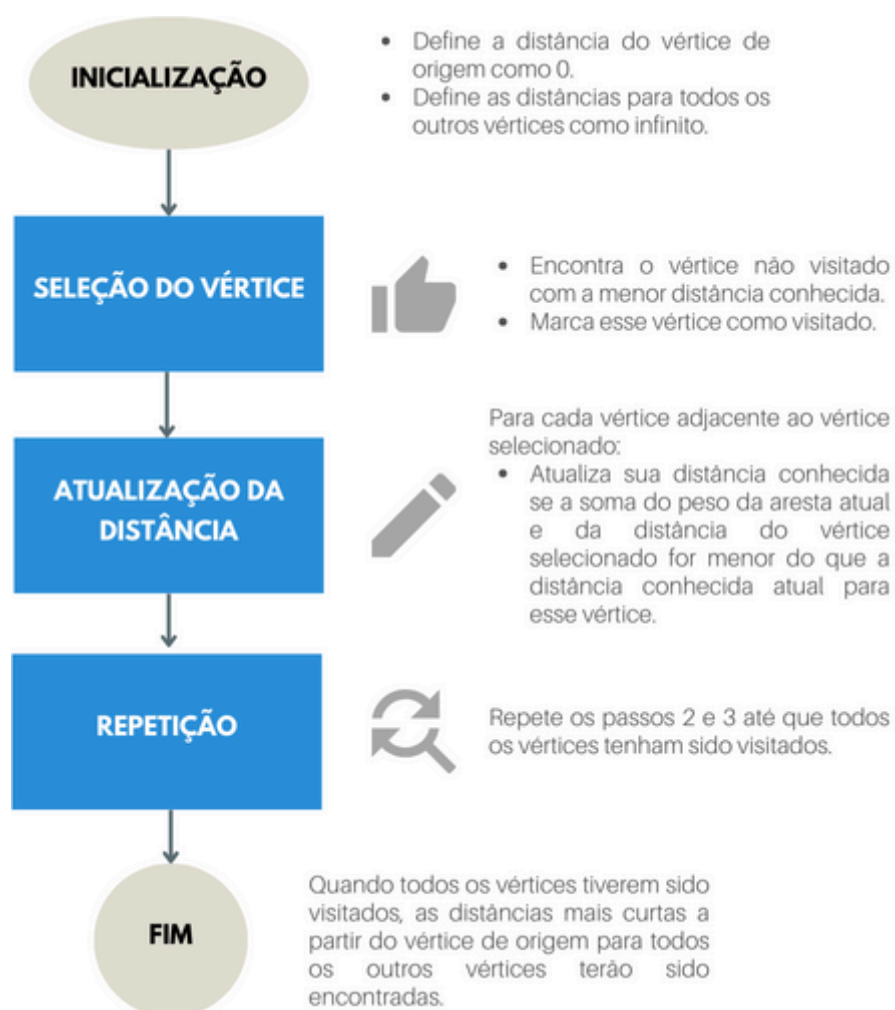 INICIALIZAÇÃO
• Define a distância do vértice de
origem como 0.
• Define as distâncias para todos os
outros vértices como infinito.
SELEÇÃO DO VÉRTICE
• Encontra o vértice não visitado
com a menor distância conhecida.
• Marca esse vértice como visitado.
ATUALIZAÇÃO DA
DISTÂNCIA
Para cada vértice adjacente ao vértice
selecionado:
• Atualiza sua distância conhecida
se a soma do peso da aresta atual
e da distância do vértice
selecionado for menor do que a
distância conhecida atual para
esse vértice.
REPETIÇÃO
Repete os passos 2 e 3 até que todos
os vértices tenham sido visitados.
FIM
Quando todos os vértices tiverem sido
visitados, as distâncias mais curtas a
partir do vértice de origem para todos
os outros vértices terão sido
encontradas.